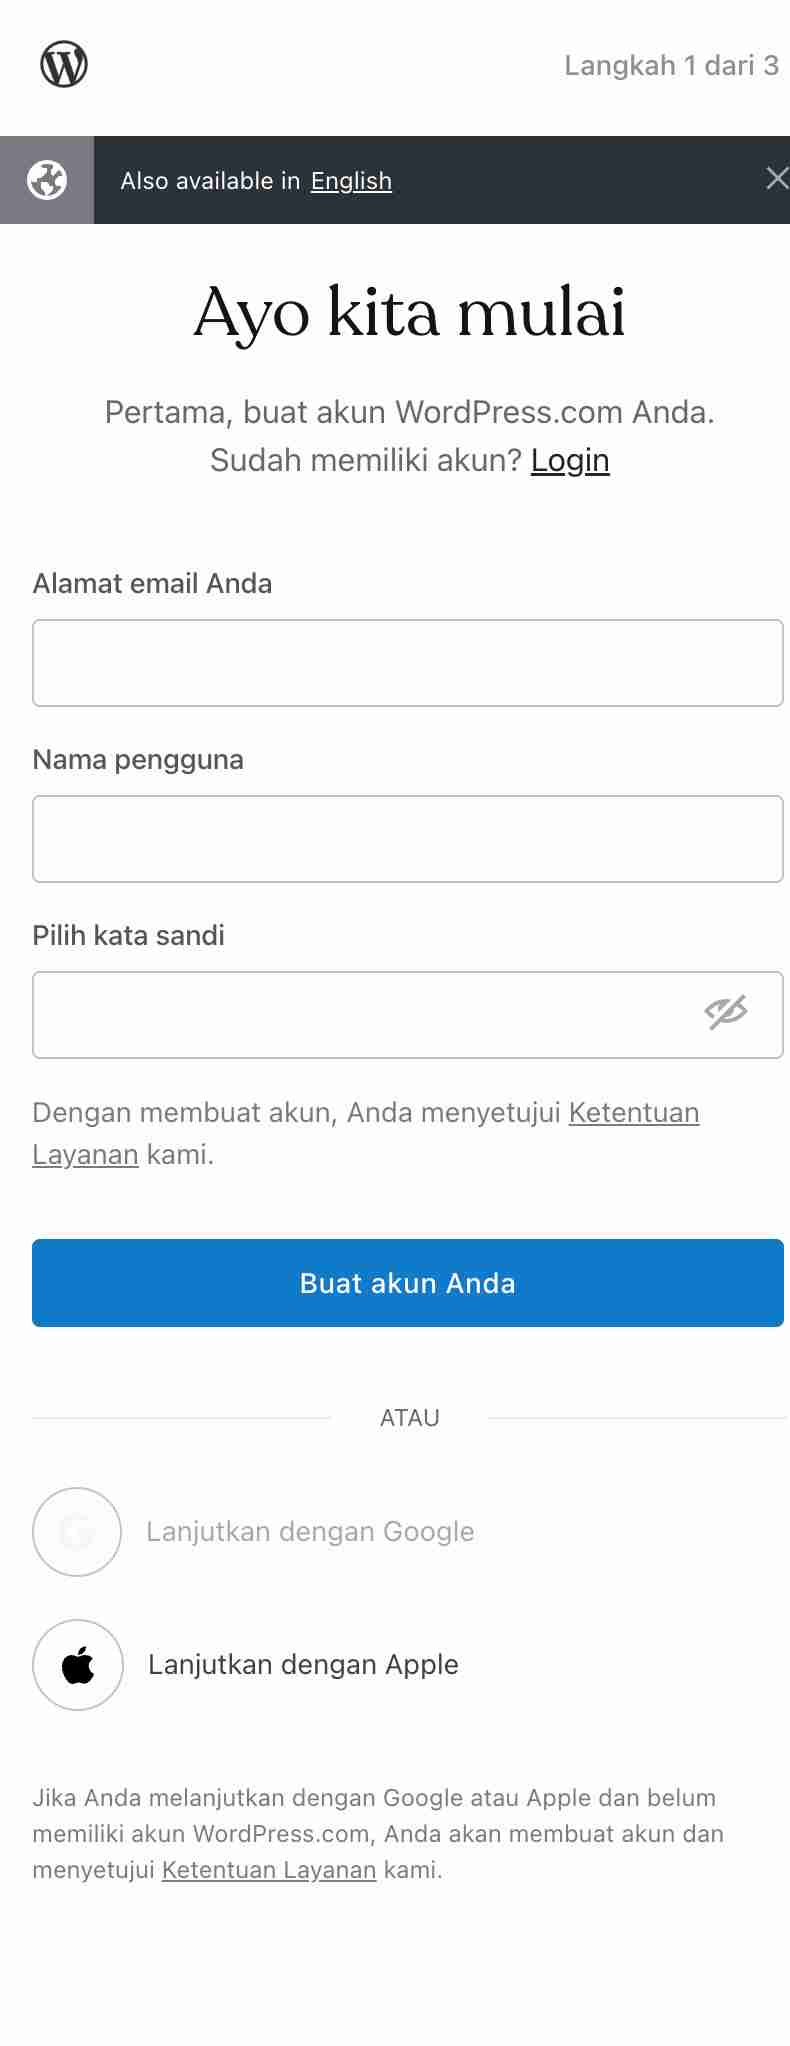 Langkah 1 dari 3
Also available in English
Ayo kita mulai
Pertama, buat akun WordPress.com Anda.
Sudah memiliki akun? Login
Alamat email Anda
Nama pengguna
Pilih kata sandi
Dengan membuat akun, Anda menyetujui Ketentuan
Layanan kami.
Buat akun Anda
ATAU
Lanjutkan dengan Google
Lanjutkan dengan Apple
Jika Anda melanjutkan dengan Google atau Apple dan belum
memiliki akun WordPress.com, Anda akan membuat akun dan
menyetujui Ketentuan Layanan kami.